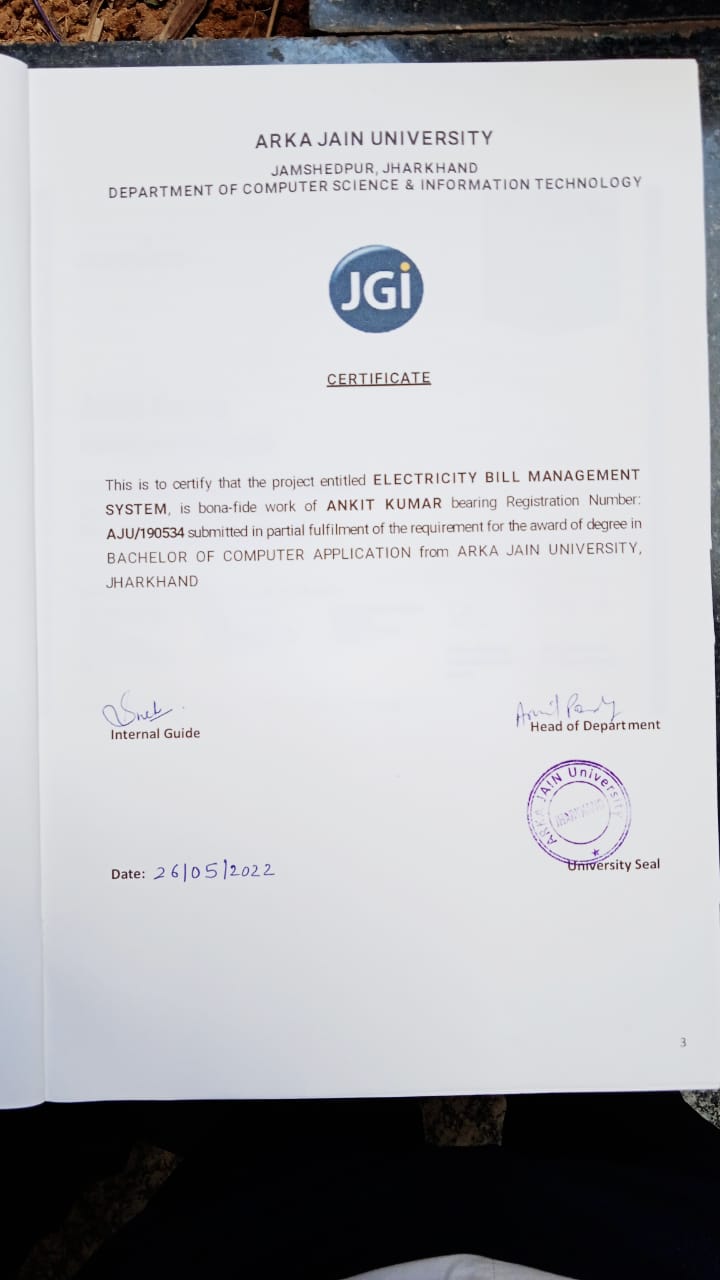 ARKA JAIN UNIVERSITY
JAMSHEDPUR, JHARKHAND
DEPARTMENT OF COMPUTER SCIENCE & INFORMATION TECHNOLOGY
JGi
CERTIFICATE
This is to certify that the project entitled ELECTRICITY BILL MANAGEMENT
SYSTEM, is bona-fide work of ANKIT KUMAR bearing Registration Number:
AJU/190534 submitted in partial fulfilment of the requirement for the award of degree in
BACHELOR OF COMPUTER APPLICATION from ARKA JAIN UNIVERSITY,
JHARKHAND
Internal Guide
Head of Department
ARKA JAIN University
JHARKHAND
Date: 26/05/2022
University Seal
3